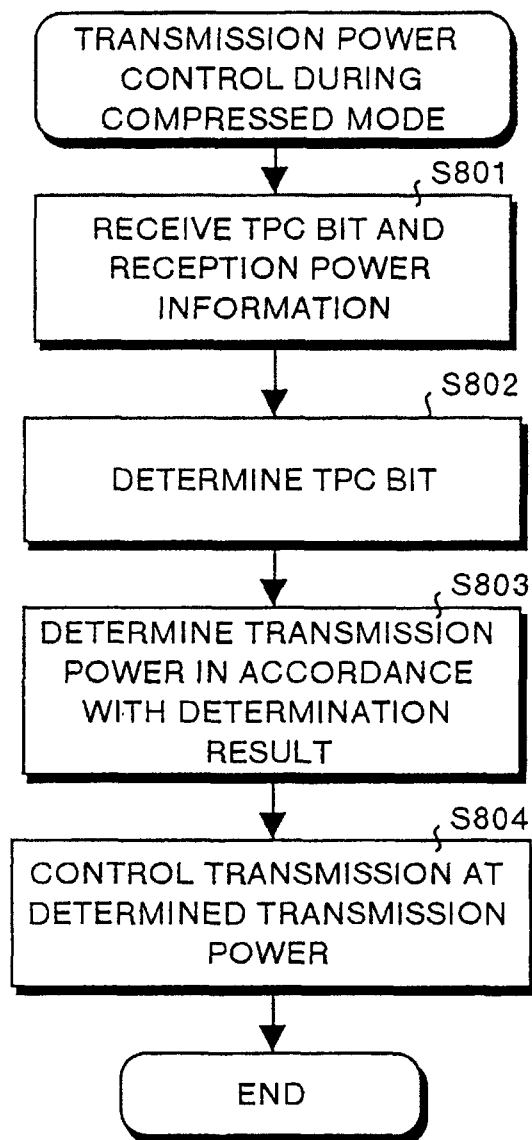 TRANSMISSION POWER
CONTROL DURING
COMPRESSED MODE
S801
RECEIVE TPC BIT AND
RECEPTION POWER
INFORMATION
S802
DETERMINE TPC BIT
S803
DETERMINE TRANSMISSION
POWER IN ACCORDANCE
WITH DETERMINATION
RESULT
S804
CONTROL TRANSMISSION AT
DETERMINED TRANSMISSION
POWER
END